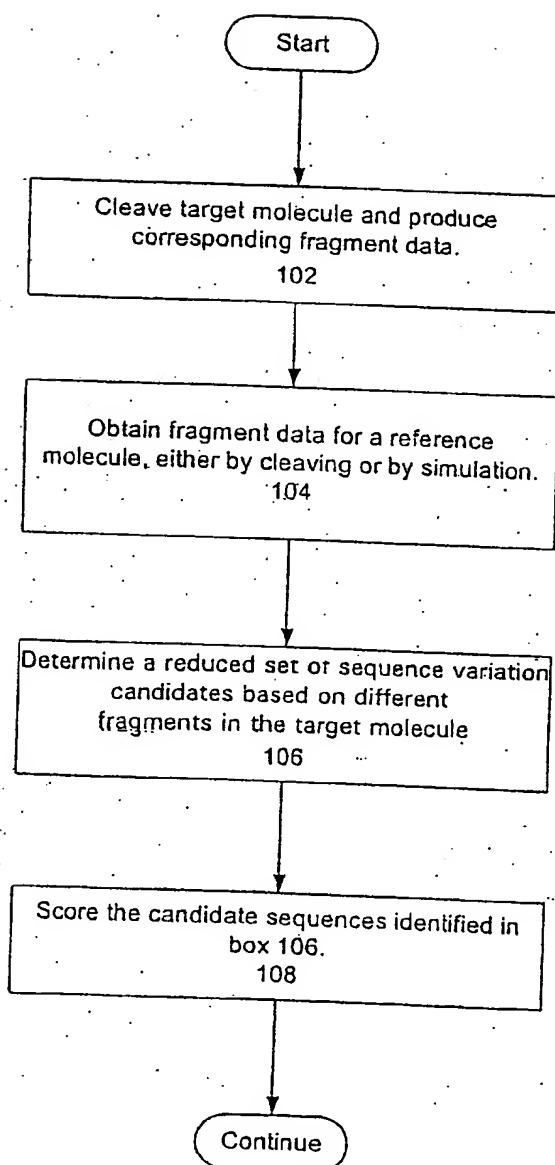 Start
Cleave target molecule and produce
corresponding fragment data.
102
Obtain fragment data for a reference
molecule, either by cleaving or by simulation.
104
Determine a reduced set of sequence variation
candidates based on different
fragments in the target molecule
106
Score the candidate sequences identified in
box 106.
108
Continue